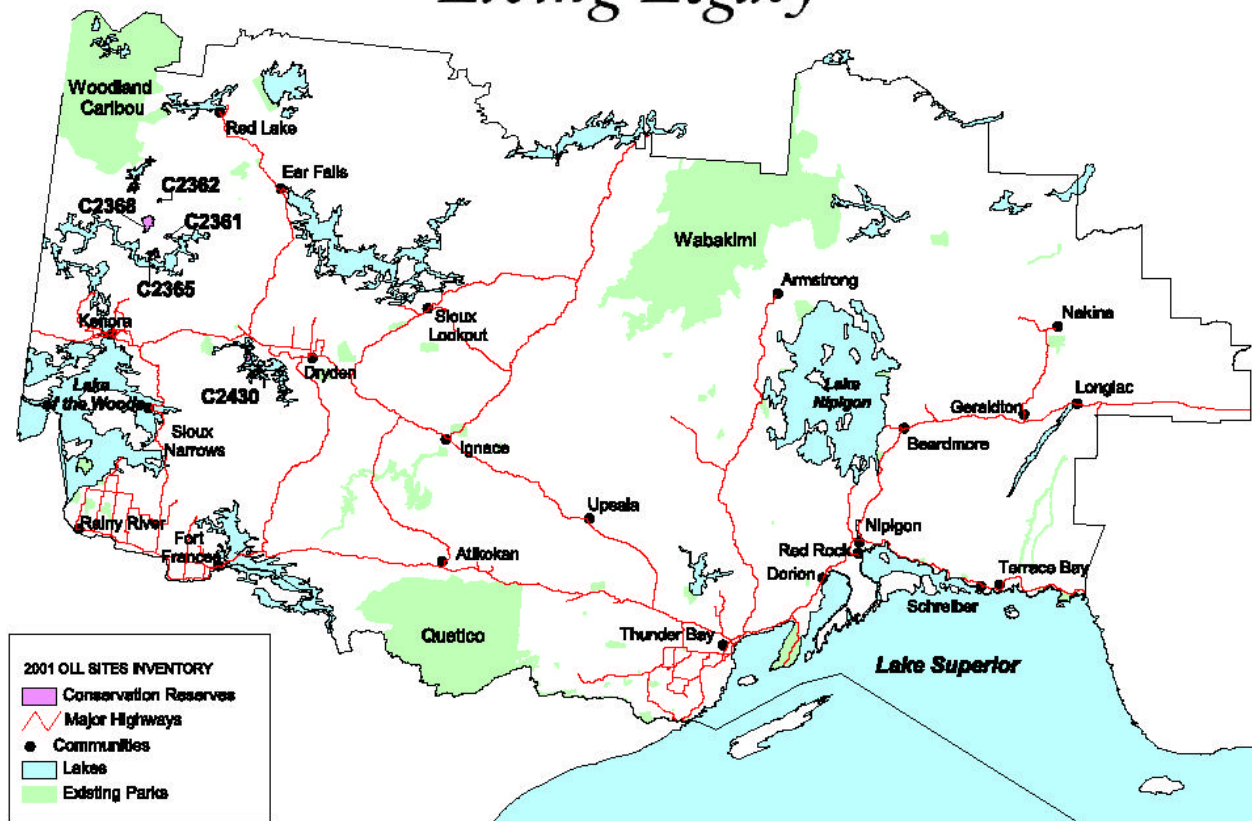 Living Legacy
Woodland
Caribou
Red Lake
Ear Falls
C2362
C2368
C2361
C2365
Wabakimi
Armstrong
Kenora
Sioux
Lookout
Nakina
Dryden
Lake
of the Woods
C2430
Lake
Nipigon
Longlac
Geraldton
Beardmore
Sioux
Narrows
Ignace
Upsala
Rainy River
Fort
Frances
Atikokan
Nipigon
Red Rock
Dorion
Terrace Bay
Schreiber
Quetico
Thunder Bay
Lake Superior
2001 OLL SITES INVENTORY
Conservation Reserves
Major Highways
Communities
Lakes
Existing Parks